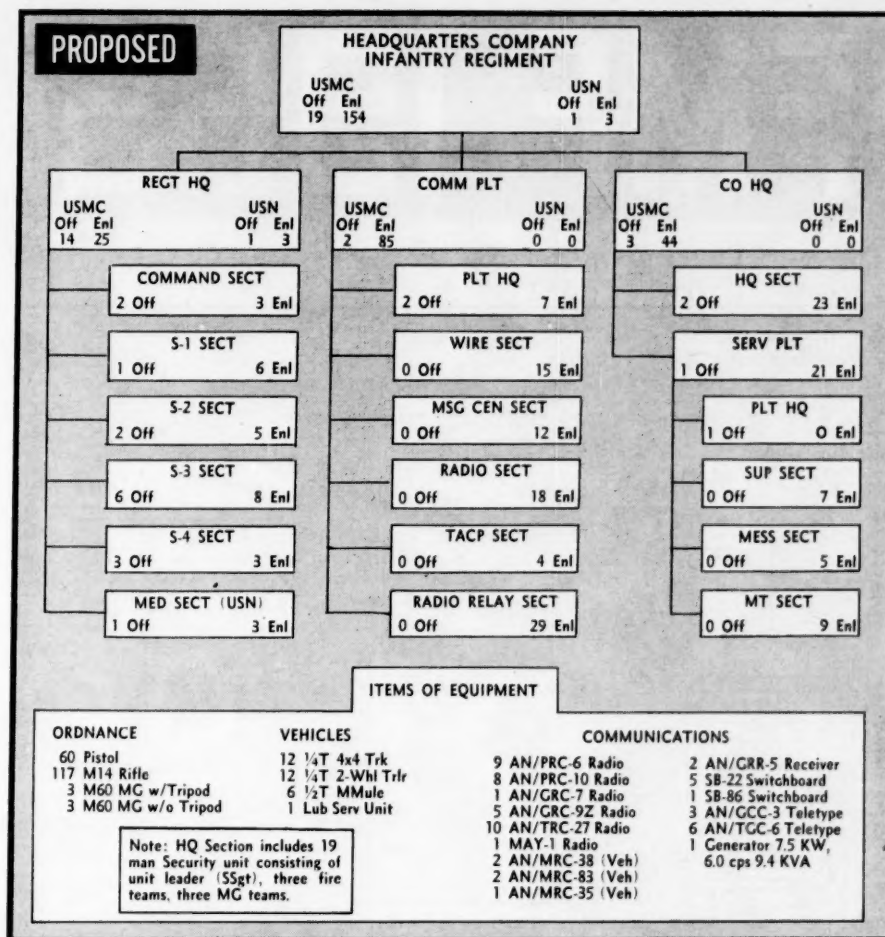 PROPOSED
HEADQUARTERS COMPANY
INFANTRY REGIMENT
USMC USN
Off Enl Off Enl
19 154 1 3
REGT HQ
USMC USN
Off Enl Off Enl
14 25 1 3
COMMAND SECT
2 Off 3 Enl
S-1 SECT
1 Off 6 Enl
S-2 SECT
2 Off 5 Enl
S-3 SECT
6 Off 8 Enl
S-4 SECT
3 Off 3 Enl
MED SECT (USN)
1 Off 3 Enl
COMM PLT
USMC USN
Off Enl Off Enl
2 85 0 0
PLT HQ
2 Off 7 Enl
WIRE SECT
0 Off 15 Enl
MSG CEN SECT
0 Off 12 Enl
RADIO SECT
0 Off 18 Enl
TACP SECT
0 Off 4 Enl
RADIO RELAY SECT
0 Off 29 Enl
CO HQ
USMC USN
Off Enl Off Enl
3 44 0 0
HQ SECT
2 Off 23 Enl
SERV PLT
1 Off 21 Enl
PLT HQ
1 Off O Enl
SUP SECT
0 Off 7 Enl
MESS SECT
0 Off 5 Enl
MT SECT
0 Off 9 Enl
ITEMS OF EQUIPMENT
ORDNANCE
60 Pistol
117 M14 Rifle
3 M60 MG w/Tripod
3 M60 MG w/o Tripod
VEHICLES
12 ¼T 4x4 Trk
12 ¼T 2-Whl Trlr
6 ½T MMule
1 Lub Serv Unit
Note: HQ Section includes 19
man Security unit consisting of
unit leader (SSgt), three fire
teams, three MG teams.
COMMUNICATIONS
9 AN/PRC-6 Radio
8 AN/PRC-10 Radio
1 AN/GRC-7 Radio
5 AN/GRC-9Z Radio
10 AN/TRC-27 Radio
1 MAY-1 Radio
2 AN/MRC-38 (Veh)
2 AN/MRC-83 (Veh)
1 AN/MRC-35 (Veh)
2 AN/GRR-5 Receiver
5 SB-22 Switchboard
1 SB-86 Switchboard
3 AN/GCC-3 Teletype
6 AN/TGC-6 Teletype
1 Generator 7.5 KW,
6.0 cps 9.4 KVA